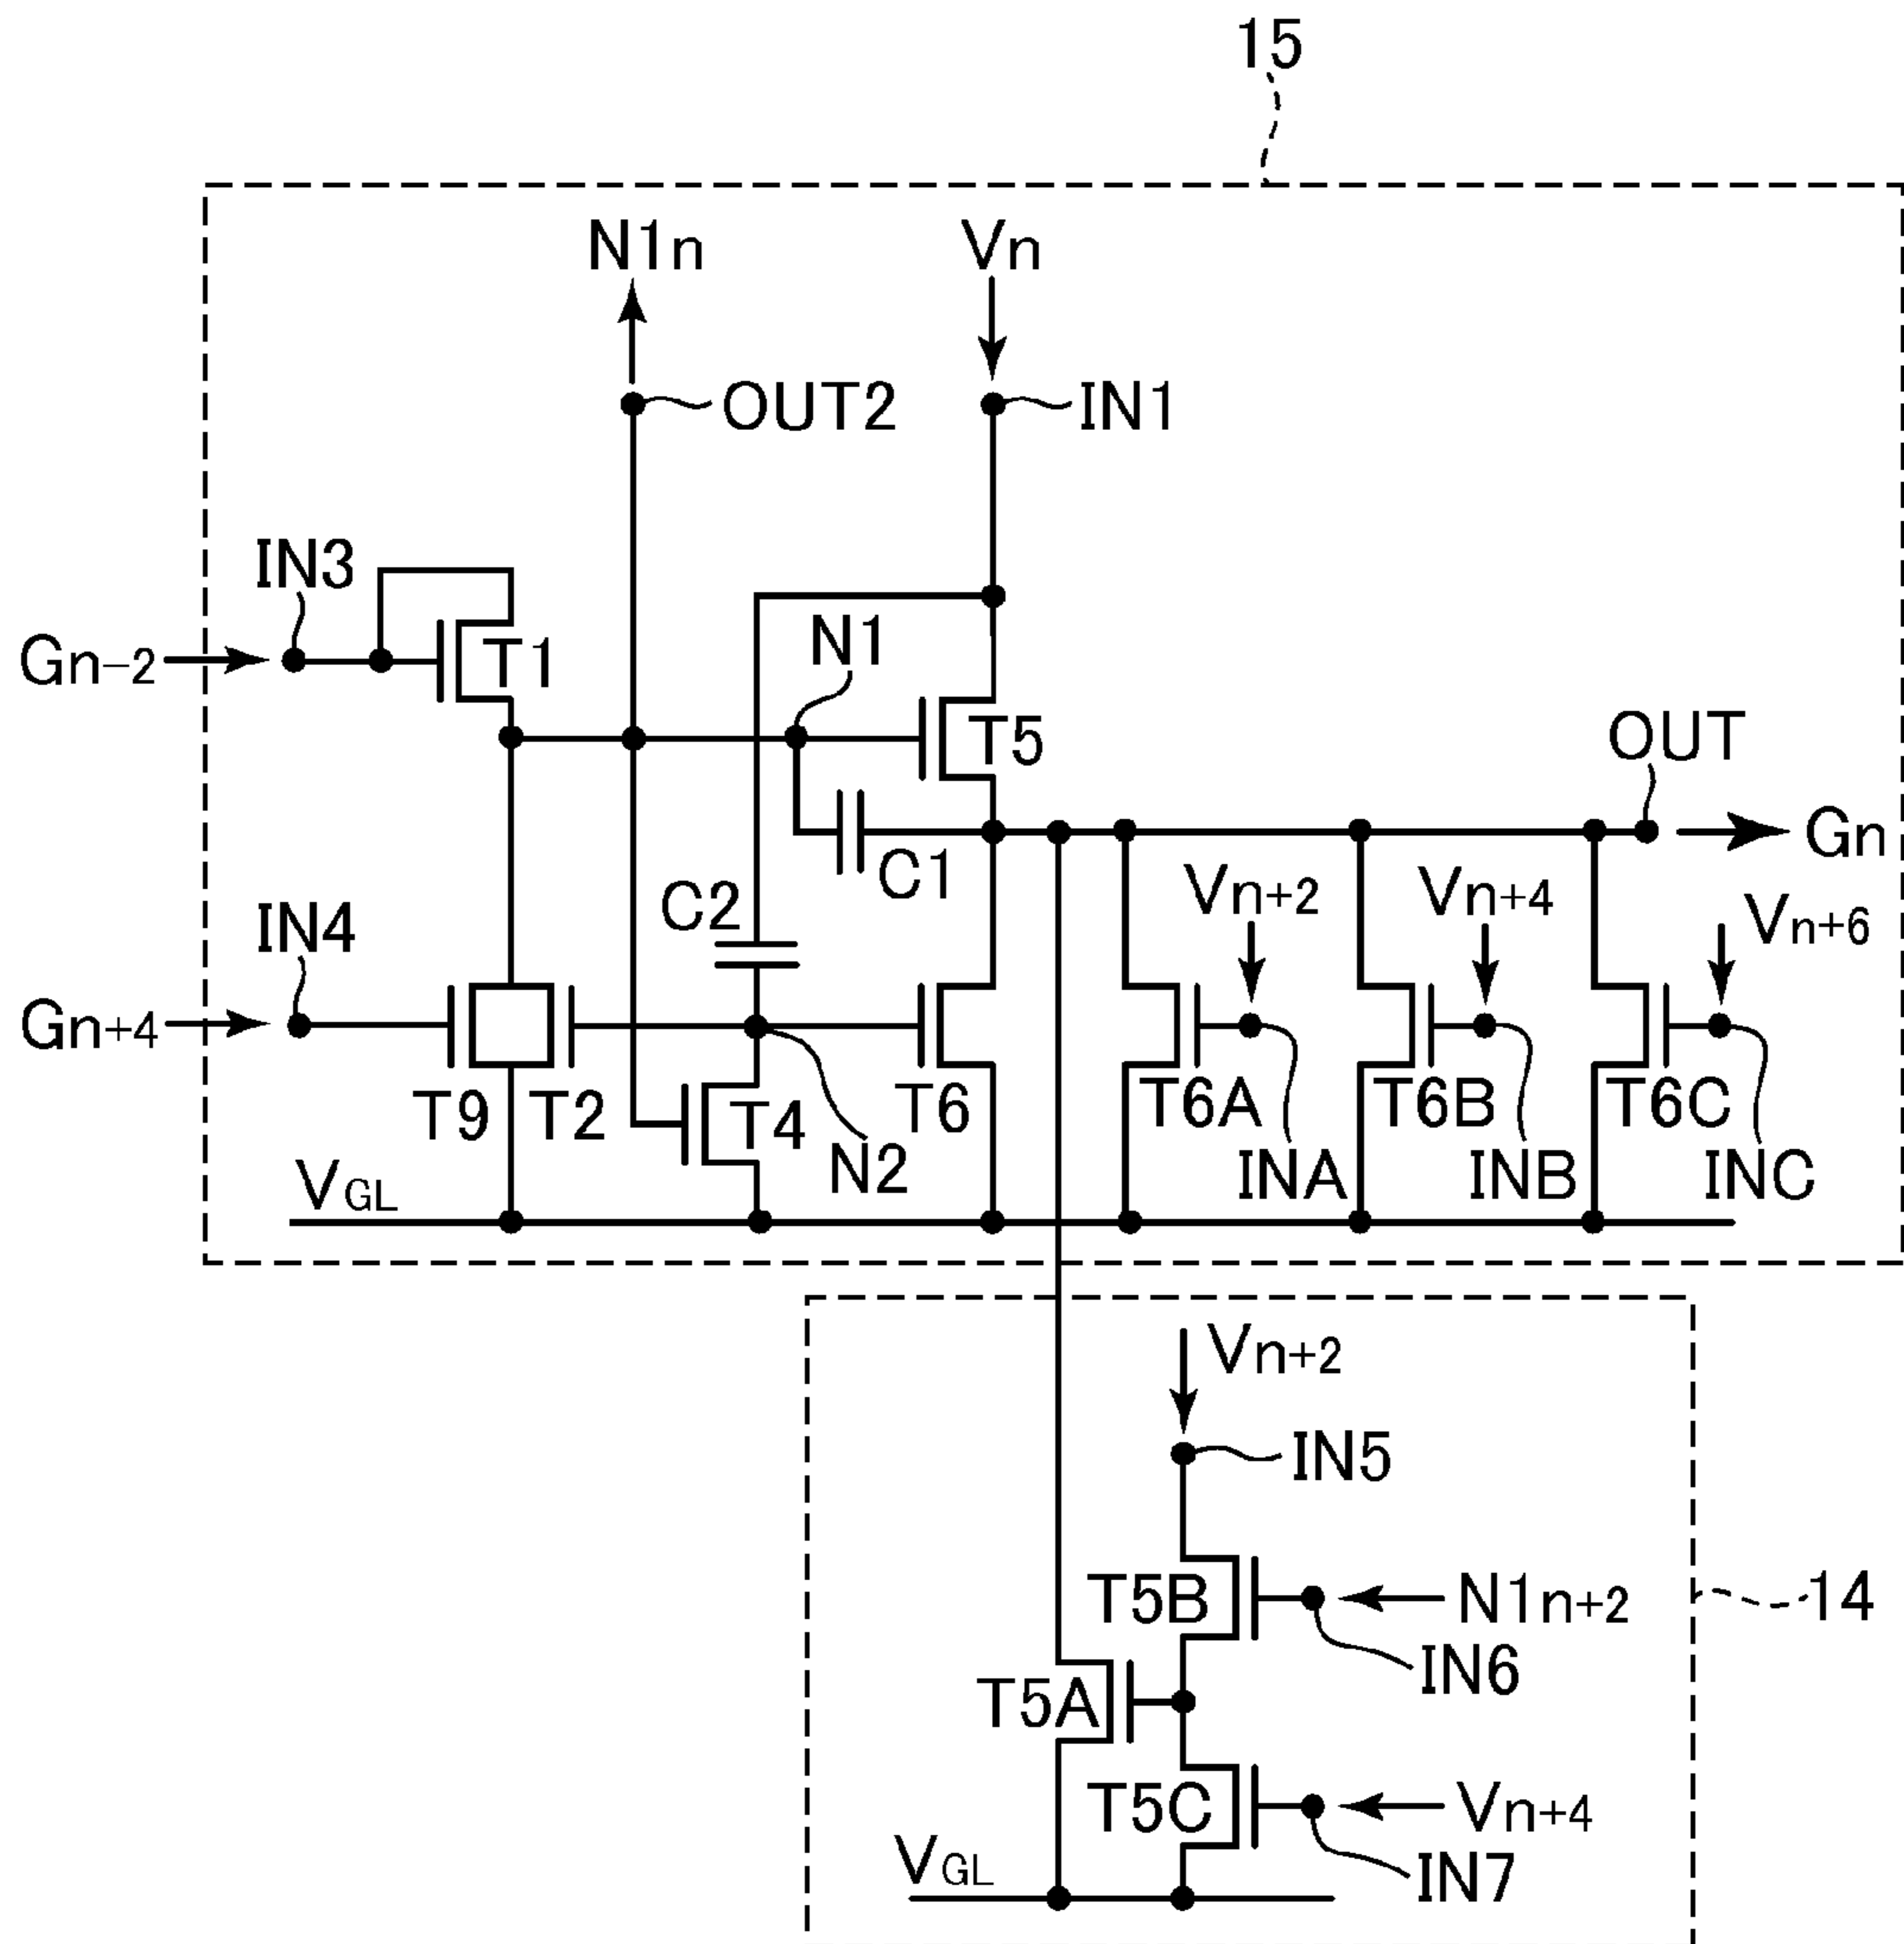 15
N1n Vn
OUT2 IN1
IN3
N1
Gn-2 T1
T5 OUT
Gn
C1
C2 Vn+2 Vn+4 Vn+6
IN4
Gn+4
T9 T2 T4 T6 T6A T6B T6C
VGL N2 INA INB INC
Vn+2
IN5
T5B N1n+2 14
IN6
T5A
T5C Vn+4
VGL IN7